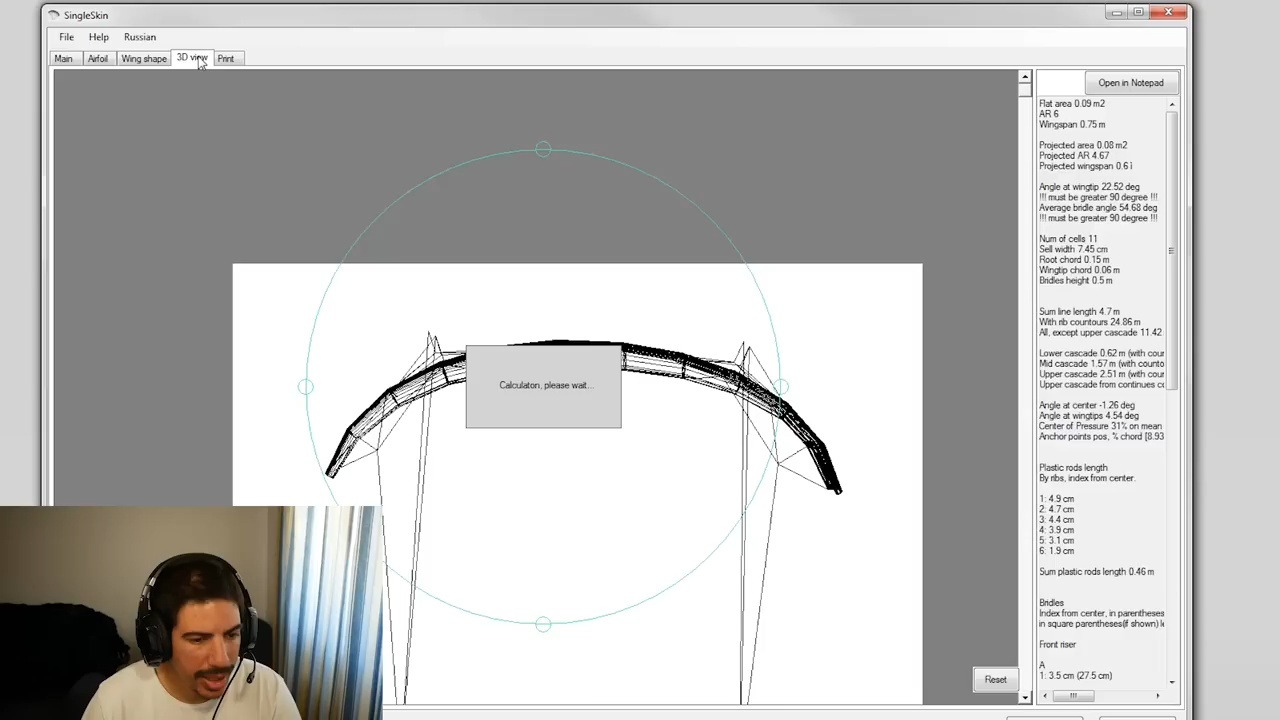 SingleSkin
File Help Russian
Main Airfoil Wing shape 3D view Print
Open in Notepad
Flat area 0.09 m2
AR 6
Wingspan 0.75 m
Projected area 0.08 m2
Projected AR 4.67
Projected wingspan 0.6
Angle at wingtip 22.52 deg
!!! must be greater 90 degree !!!
Average bridle angle 54.68 deg
!!! must be greater 90 degree !!!
Num of cells 11
Sell width 7.45 cm
Root chord 0.15 m
Wingtip chord 0.06 m
Bridles height 0.5 m
Sum line length 4.7 m
With rib countours 24.86 m
All, except upper cascade 11.42
Lower cascade 0.62 m (with cour
Mid cascade 1.57 m (with counto
Upper cascade 2.51 m (with cour
Upper cascade from continues co
Angle at center -1.26 deg
Angle at wingtips 4.54 deg
Center of Pressure 31% on mean
Anchor points pos, % chord [8.93
Plastic rods length
By ribs, index from center.
1: 4.9 cm
2: 4.7 cm
3: 4.4 cm
4: 3.9 cm
5: 3.1 cm
6: 1.9 cm
Sum plastic rods length 0.46 m
Bridles
Index from center, in parentheses
in square parentheses(if shown) le
Front riser
A
1: 3.5 cm (27.5 cm)
Calculaton, please wait...
Reset